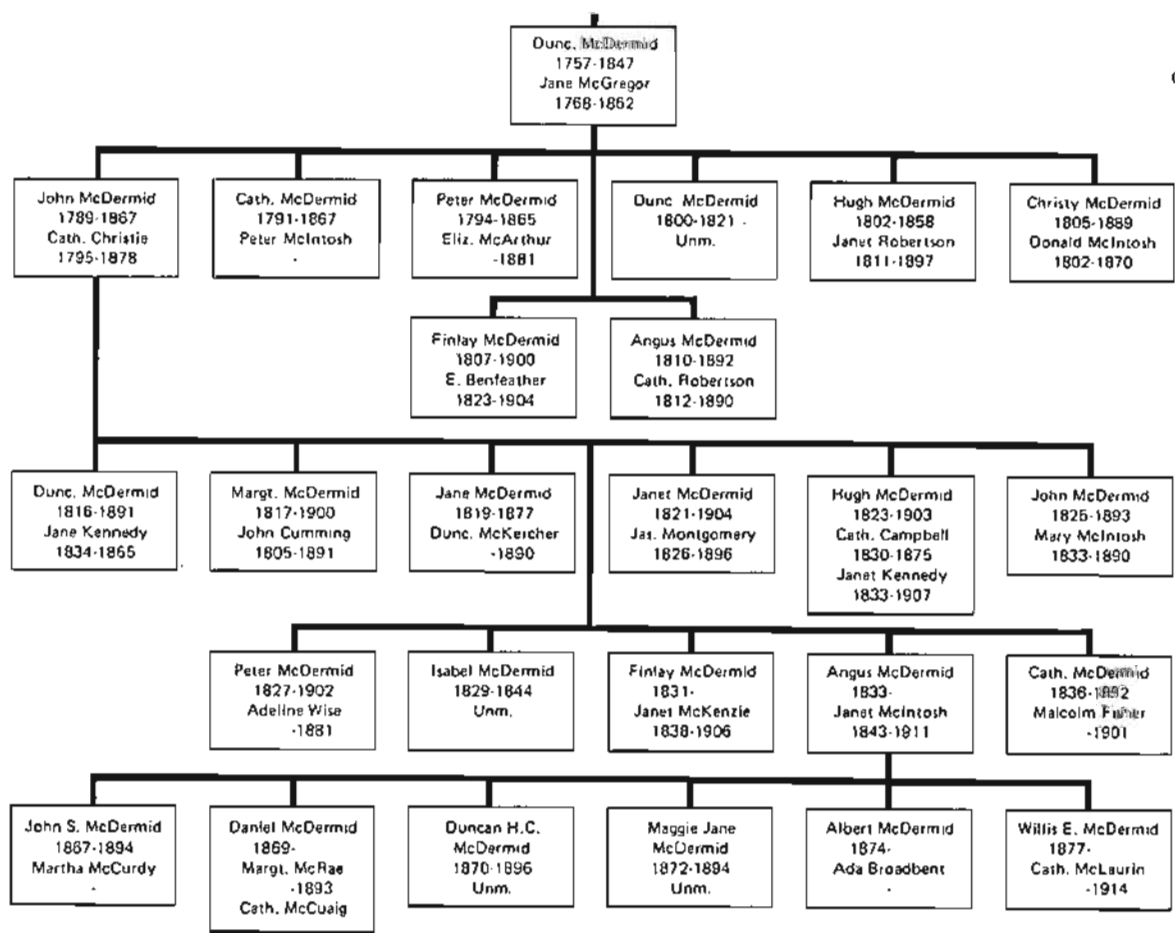 Dunc. McDermid
1757-1847
Jane McGregor
1768-1862
John McDermid
1789-1867
Cath. Christie
1795-1878
Cath. McDermid
1791-1867
Peter McIntosh
-
Peter McDermid
1794-1865
Eliz. McArthur
-1881
Dunc. McDermid
1800-1821 -
Unm.
Hugh McDermid
1802-1858
Janet Robertson
1811-1897
Christy McDermid
1805-1889
Donald McIntosh
1802-1870
Finlay McDermid
1807-1900
E. Benfeather
1823-1904
Angus McDermid
1810-1892
Cath. Robertson
1812-1890
Dunc. McDermid
1816-1891
Jane Kennedy
1834-1865
Margt. McDermid
1817-1900
John Cumming
1805-1891
Jane McDermid
1819-1877
Dunc. McKercher
-1890
Janet McDermid
1821-1904
Jas. Montgomery
1826-1896
Hugh McDermid
1823-1903
Cath. Campbell
1830-1875
Janet Kennedy
1833-1907
John McDermid
1825-1893
Mary McIntosh
1833-1890
Peter McDermid
1827-1902
Adeline Wise
-1881
Isabel McDermid
1829-1844
Unm.
Finlay McDermid
1831-
Janet McKenzie
1838-1906
Angus McDermid
1833-
Janet McIntosh
1843-1911
Cath. McDermid
1836-1892
Malcolm
-1901
John S. McDermid
1867-1894
Martha McCurdy
-
Daniel McDermid
1869-
Margt. McRae
-1893
Cath. McCuaig
Duncan H.C.
McDermid
1870-1896
Unm.
Maggie Jane
McDermid
1872-1894
Unm.
Albert McDermid
1874-
Ada Broadbent
-
Willis E. McDermid
1877-
Cath. McLaurin
-1914